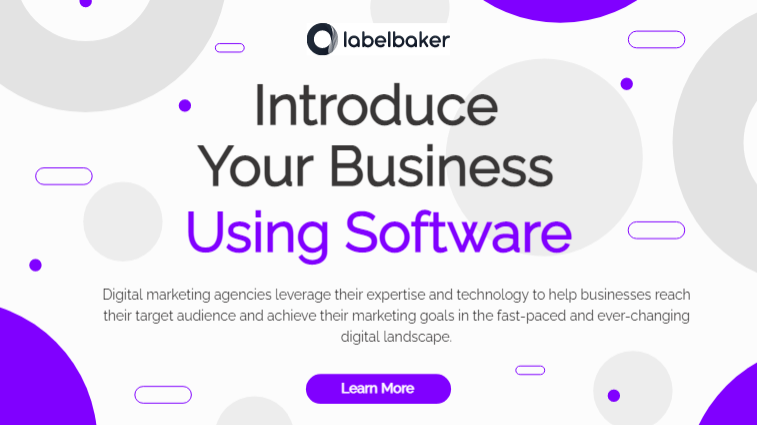 labelbaker
Introduce
Your Business
Using Software
Digital marketing agencies leverage their expertise and technology to help businesses reach
their target audience and achieve their marketing goals in the fast-paced and ever-changing
digital landscape.
Learn More